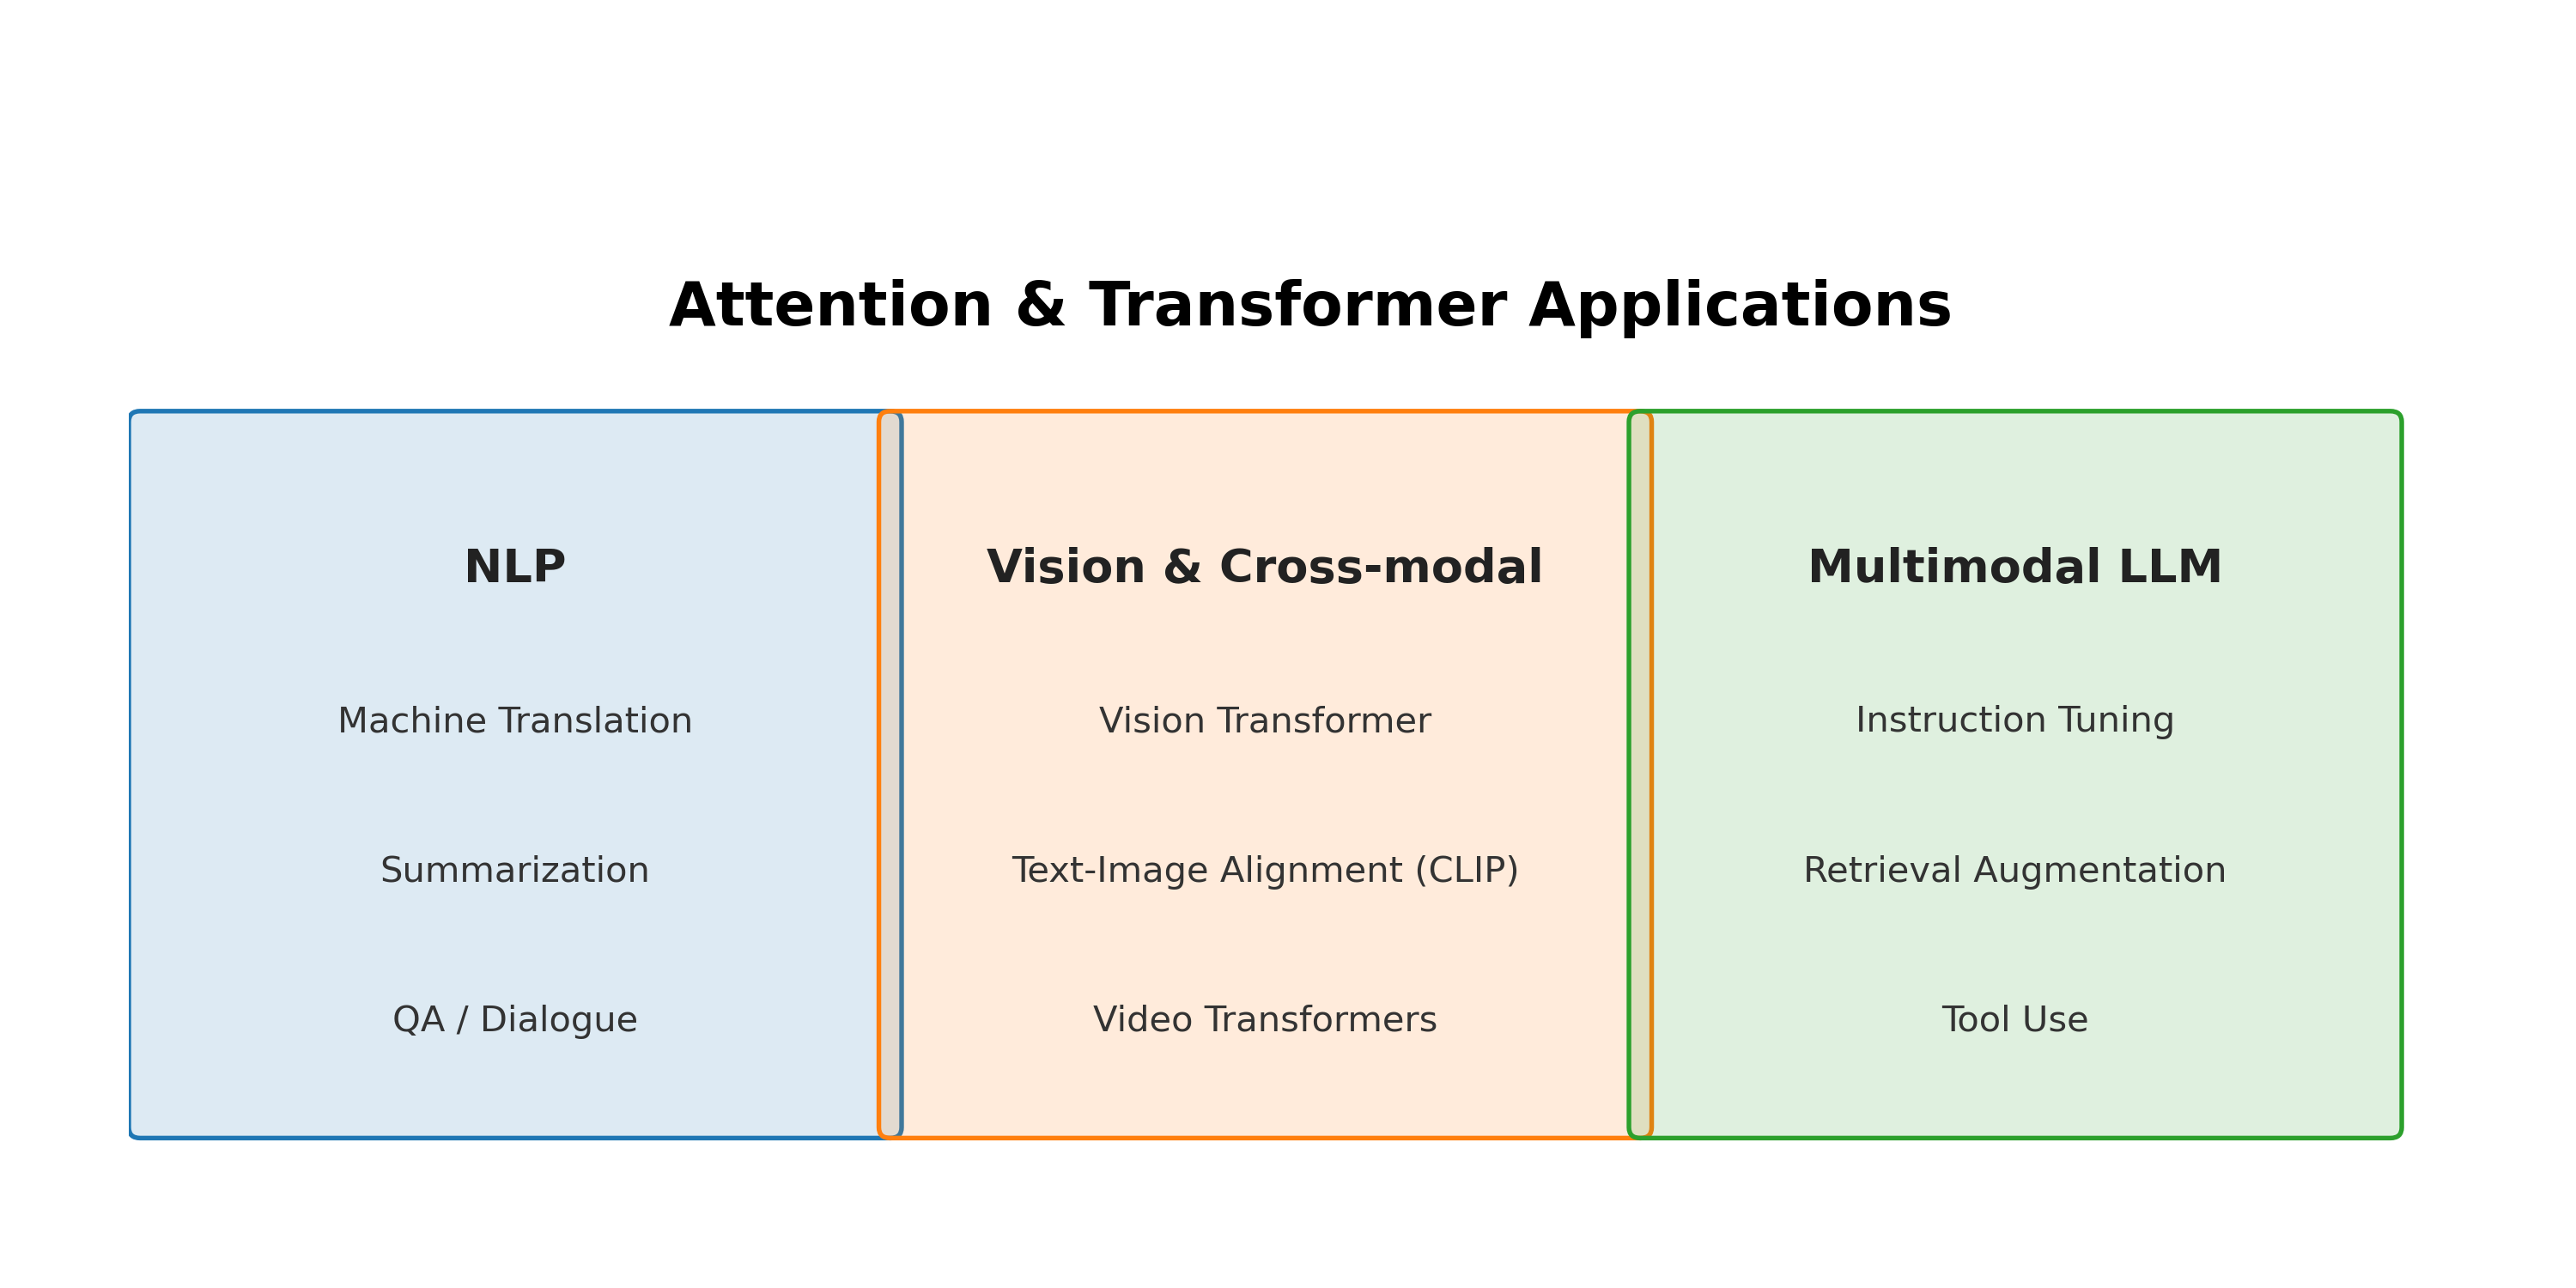 Attention & Transformer Applications
NLP
Machine Translation
Summarization
QA / Dialogue
Vision & Cross-modal
Vision Transformer
Text-Image Alignment (CLIP)
Video Transformers
Multimodal LLM
Instruction Tuning
Retrieval Augmentation
Tool Use